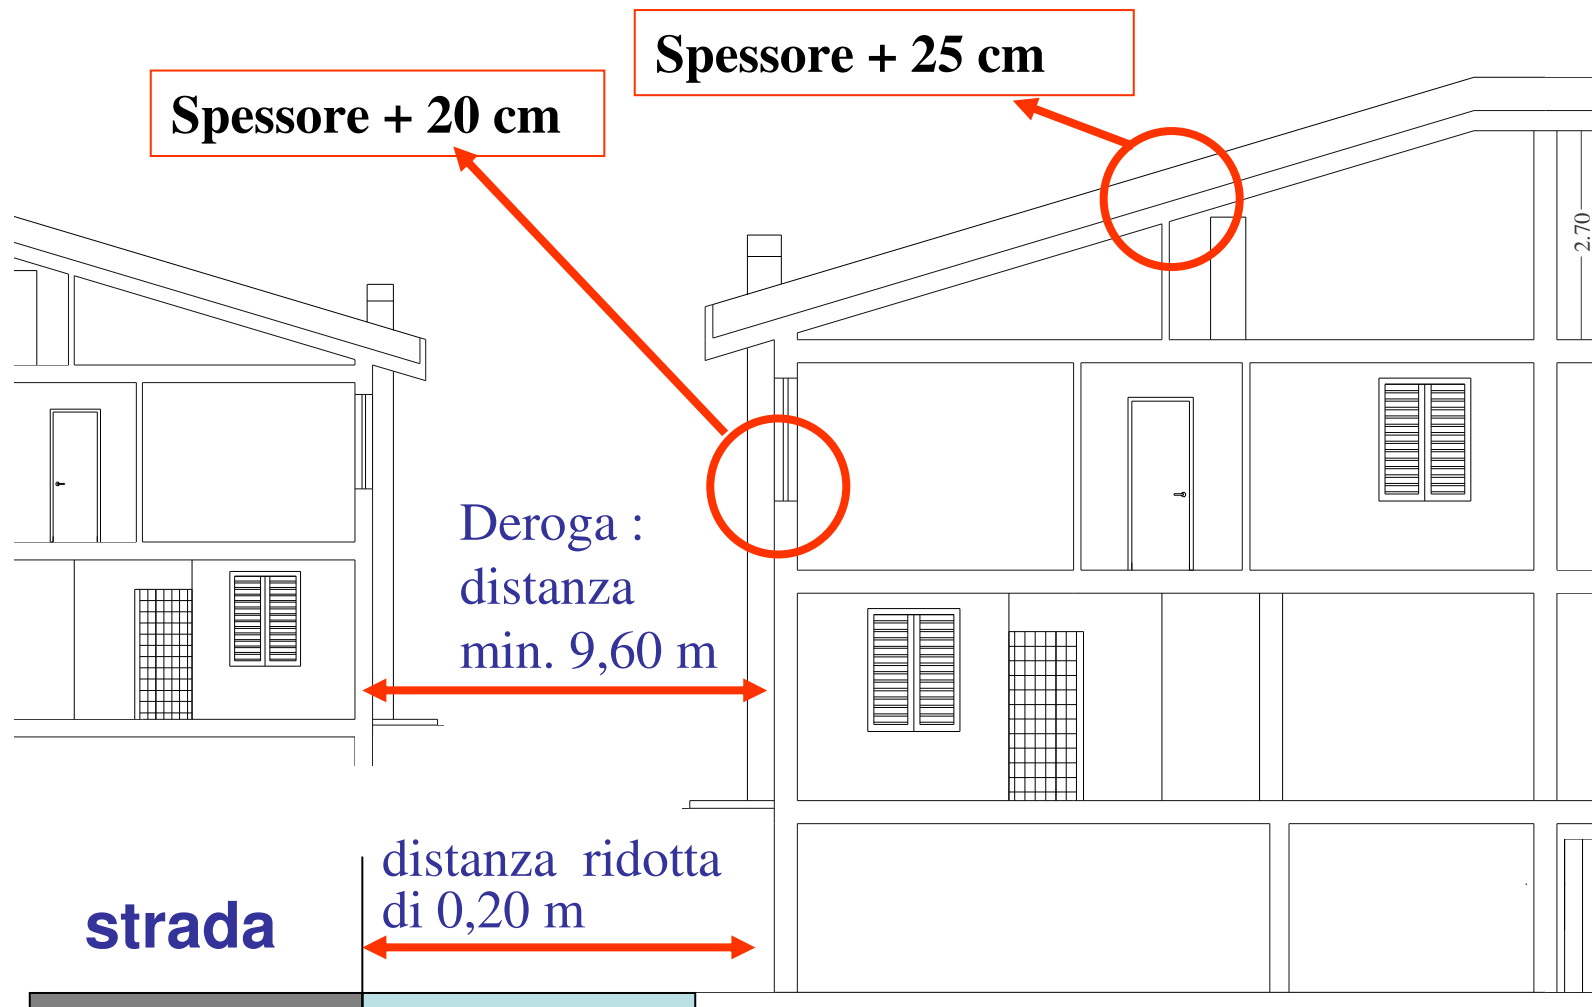 Spessore + 25 cm
Spessore + 20 cm
2.70
Deroga :
distanza
min. 9,60 m
distanza ridotta
di 0,20 m
strada